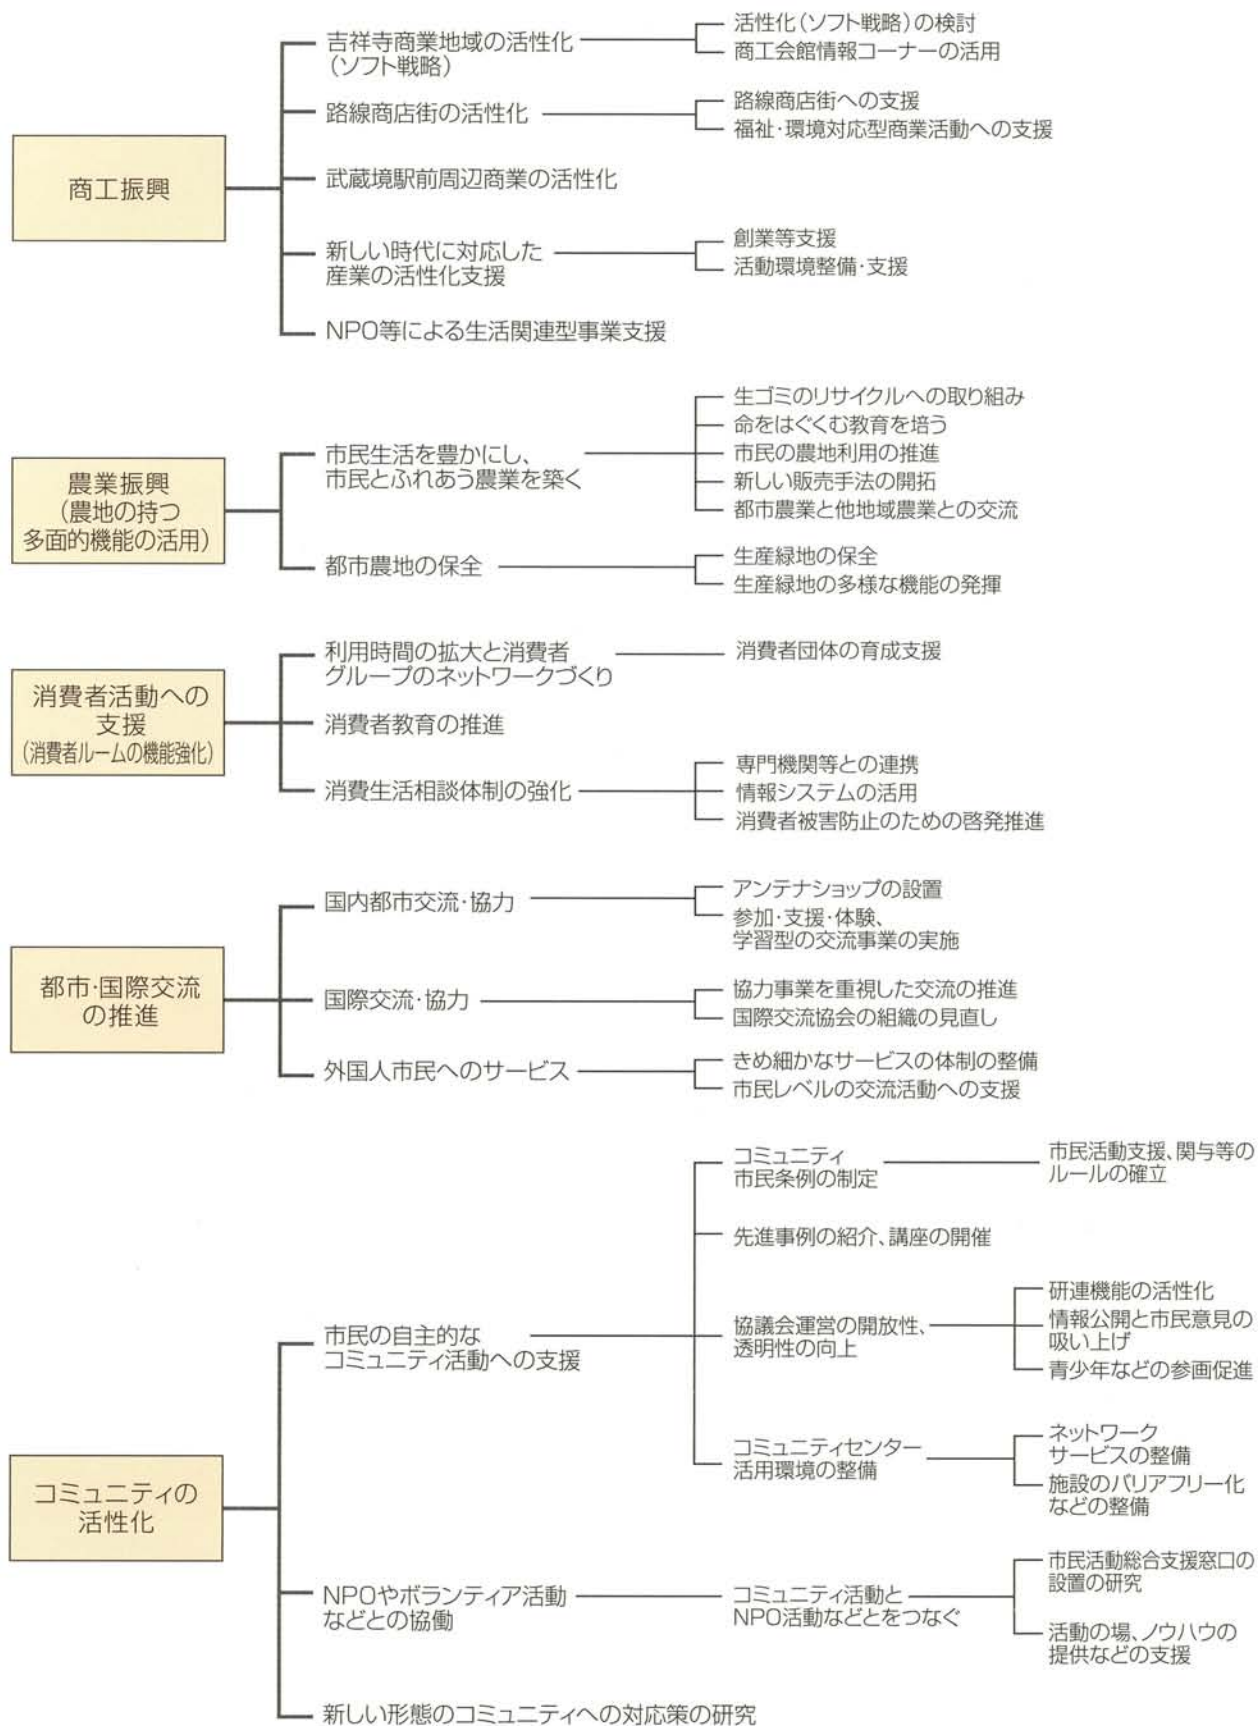 商工振興
吉祥寺商業地域の活性化
(ソフト戦略)
活性化(ソフト戦略)の検討
商工会館情報コーナーの活用
路線商店街の活性化
路線商店街への支援
福祉・環境対応型商業活動への支援
武蔵境駅前周辺商業の活性化
新しい時代に対応した
産業の活性化支援
創業等支援
活動環境整備・支援
NPO等による生活関連型事業支援
農業振興
(農地の持つ
多面的機能の活用)
市民生活を豊かにし、
市民とふれあう農業を築く
生ゴミのリサイクルへの取り組み
命をはぐくむ教育を培う
市民の農地利用の推進
新しい販売手法の開拓
都市農業と他地域農業との交流
都市農地の保全
生産緑地の保全
生産緑地の多様な機能の発揮
消費者活動への
支援
(消費者ルームの機能強化)
利用時間の拡大と消費者
グループのネットワークづくり
消費者団体の育成支援
消費者教育の推進
消費生活相談体制の強化
専門機関等との連携
情報システムの活用
消費者被害防止のための啓発推進
都市・国際交流
の推進
国内都市交流・協力
アンテナショップの設置
参加・支援・体験、
学習型の交流事業の実施
国際交流・協力
協力事業を重視した交流の推進
国際交流協会の組織の見直し
外国人市民へのサービス
きめ細かなサービスの体制の整備
市民レベルの交流活動への支援
コミュニティの
活性化
市民の自主的な
コミュニティ活動への支援
コミュニティ
市民条例の制定
市民活動支援、関与等の
ルールの確立
先進事例の紹介、講座の開催
協議会運営の開放性、
透明性の向上
研連機能の活性化
情報公開と市民意見の
吸い上げ
青少年などの参画促進
コミュニティセンター
活用環境の整備
ネットワーク
サービスの整備
施設のバリアフリー化
などの整備
NPOやボランティア活動
などとの協働
コミュニティ活動と
NPO活動などとをつなぐ
市民活動総合支援窓口の
設置の研究
活動の場、ノウハウの
提供などの支援
新しい形態のコミュニティへの対応策の研究